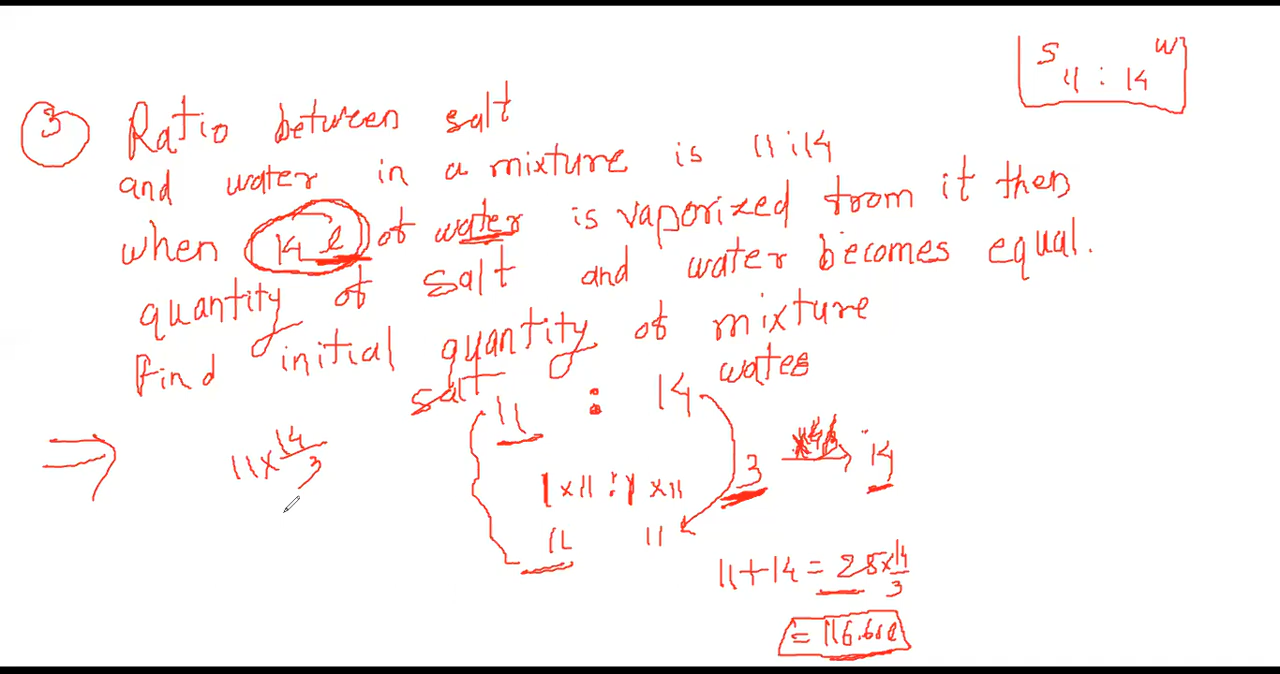 S W
11 : 14
3 Ratio between salt
and water in a mixture is 11:14
when 14 l of water is vaporized from it then
quantity of salt and water becomes equal.
Find initial quantity of mixture
salt water
11 : 14
11 × 14/3
3 → 14
1 × 11 : 1 × 11
11 11
11 + 14 = 25 × 14/3
= 116.66l